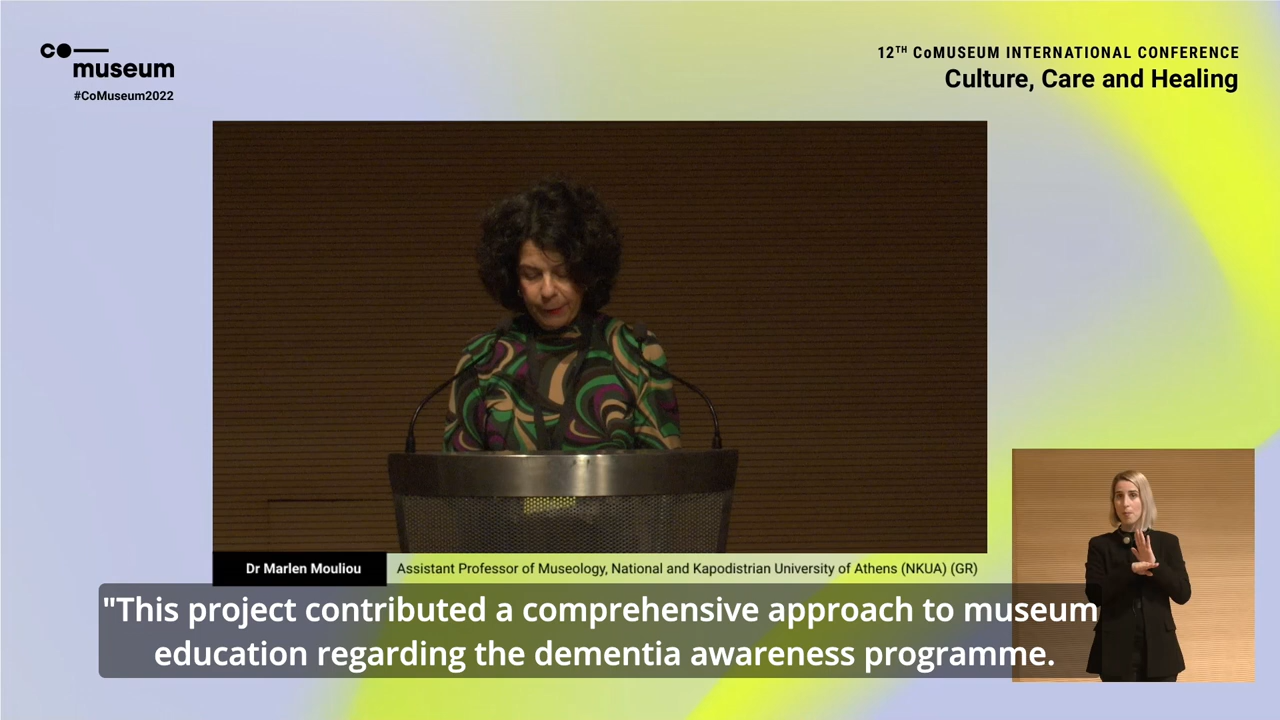 co museum
#CoMuseum2022
12TH CoMUSEUM INTERNATIONAL CONFERENCE
Culture, Care and Healing
Dr Marlen Mouliou
Assistant Professor of Museology, National and Kapodistrian University of Athens (NKUA) (GR)
"This project contributed a comprehensive approach to museum
education regarding the dementia awareness programme.